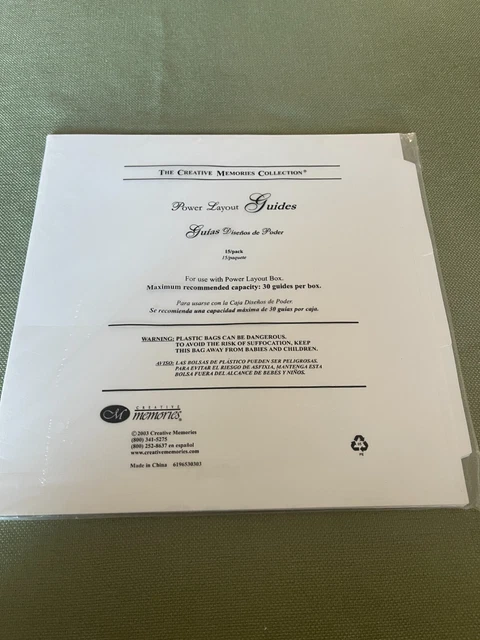 THE CREATIVE MEMORIES COLLECTION®
Power Layout Guides
Guías Diseños de Poder
15/pack
15/paquete
For use with Power Layout Box.
Maximum recommended capacity: 30 guides per box.
Para usarse con la Caja Diseños de Poder.
Se recomienda una capacidad máxima de 30 guías por caja.
WARNING: PLASTIC BAGS CAN BE DANGEROUS.
TO AVOID THE RISK OF SUFFOCATION, KEEP
THIS BAG AWAY FROM BABIES AND CHILDREN.
AVISO: LAS BOLSAS DE PLÁSTICO PUEDEN SER PELIGROSAS.
PARA EVITAR EL RIESGO DE ASFIXIA, MANTENGA ESTA
BOLSA FUERA DEL ALCANCE DE BEBÉS Y NIÑOS.
M CREATIVE
memories®
©2003 Creative Memories
(800) 341-5275
(800) 252-8637 en español
www.creativememories.com
Made in China 6196530303